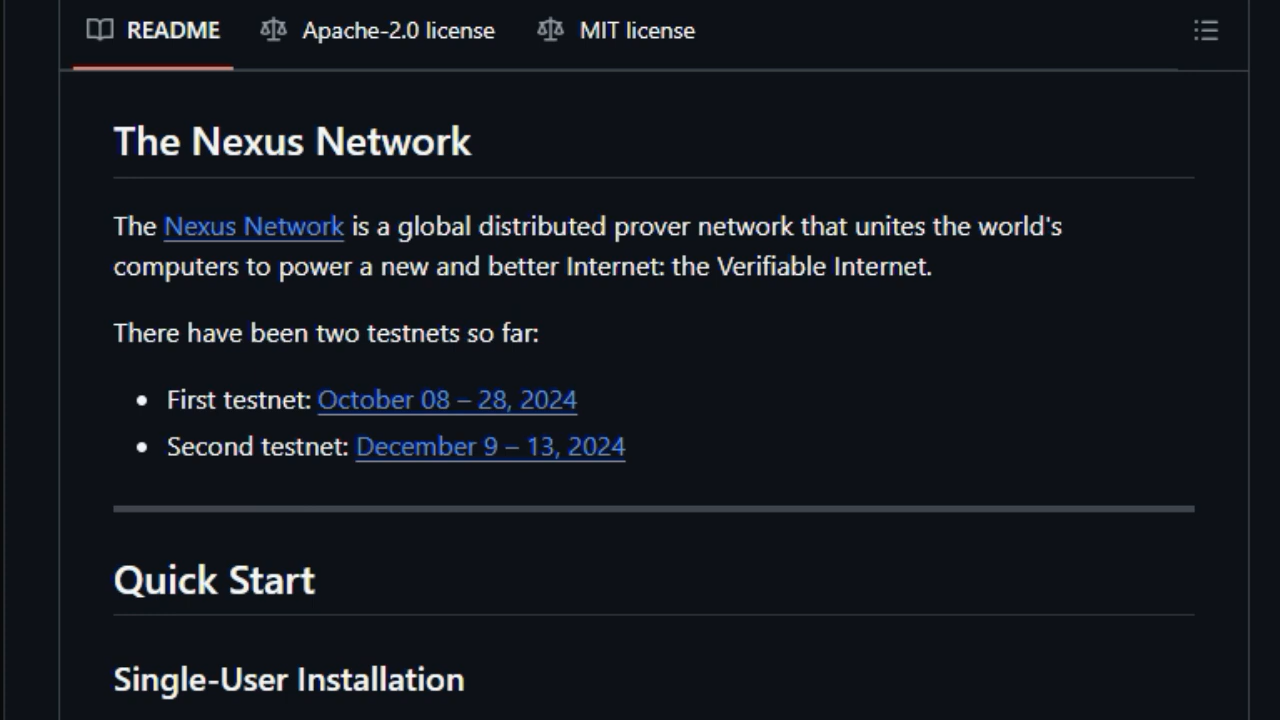 README Apache-2.0 license MIT license
The Nexus Network
The Nexus Network is a global distributed prover network that unites the world's
computers to power a new and better Internet: the Verifiable Internet.
There have been two testnets so far:
• First testnet: October 08 – 28, 2024
• Second testnet: December 9 – 13, 2024
Quick Start
Single-User Installation